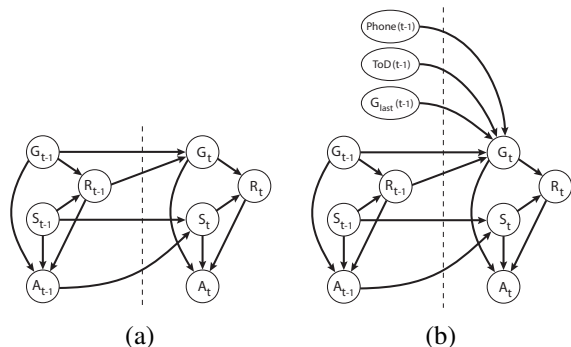 Phone(t-1)
ToD(t-1)
G_last(t-1)
G_t-1
G_t
G_t-1
G_t
R_t-1
R_t
R_t-1
R_t
S_t-1
S_t
S_t-1
S_t
A_t-1
A_t
A_t-1
A_t
(a)
(b)